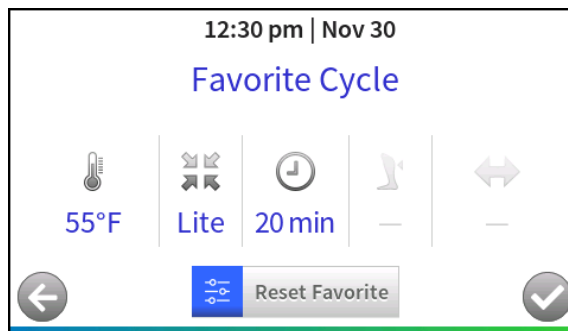 12:30 pm | Nov 30
Favorite Cycle
55°F Lite 20 min — —
Reset Favorite